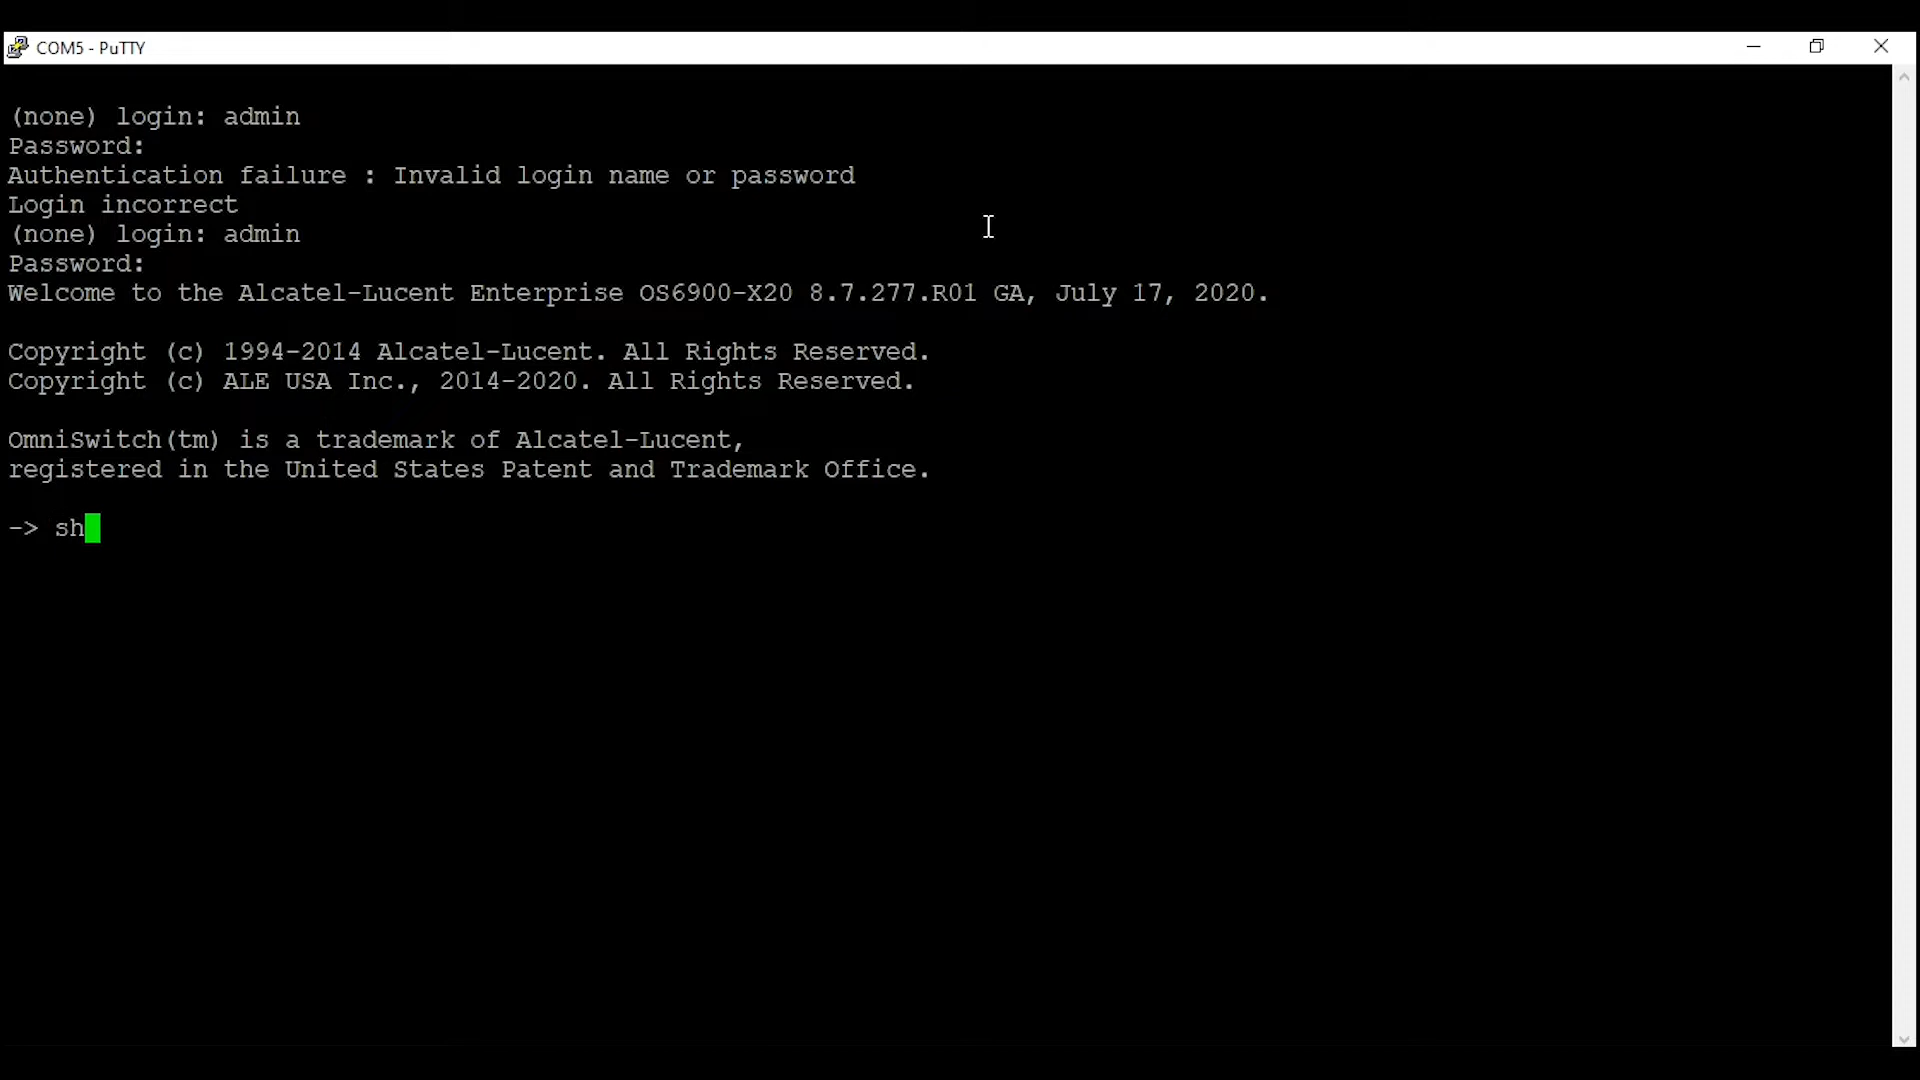 COM5 - PuTTY
(none) login: admin
Password:
Authentication failure : Invalid login name or password
Login incorrect
(none) login: admin
Password:
Welcome to the Alcatel-Lucent Enterprise OS6900-X20 8.7.277.R01 GA, July 17, 2020.
Copyright (c) 1994-2014 Alcatel-Lucent. All Rights Reserved.
Copyright (c) ALE USA Inc., 2014-2020. All Rights Reserved.
OmniSwitch(tm) is a trademark of Alcatel-Lucent,
registered in the United States Patent and Trademark Office.
-> sh